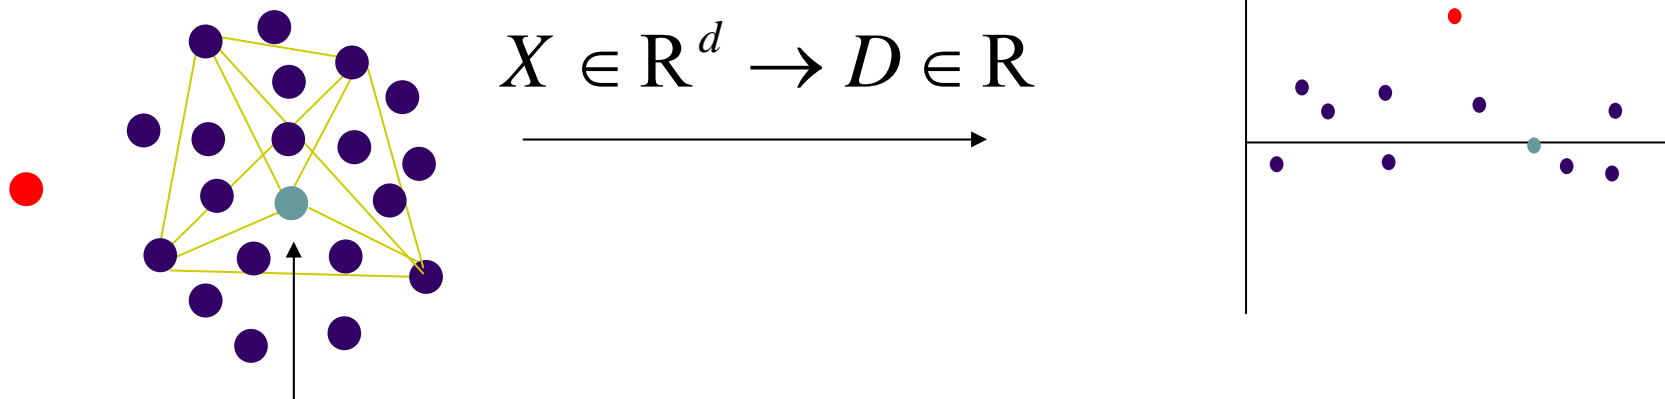 X ∈ R^d → D ∈ R